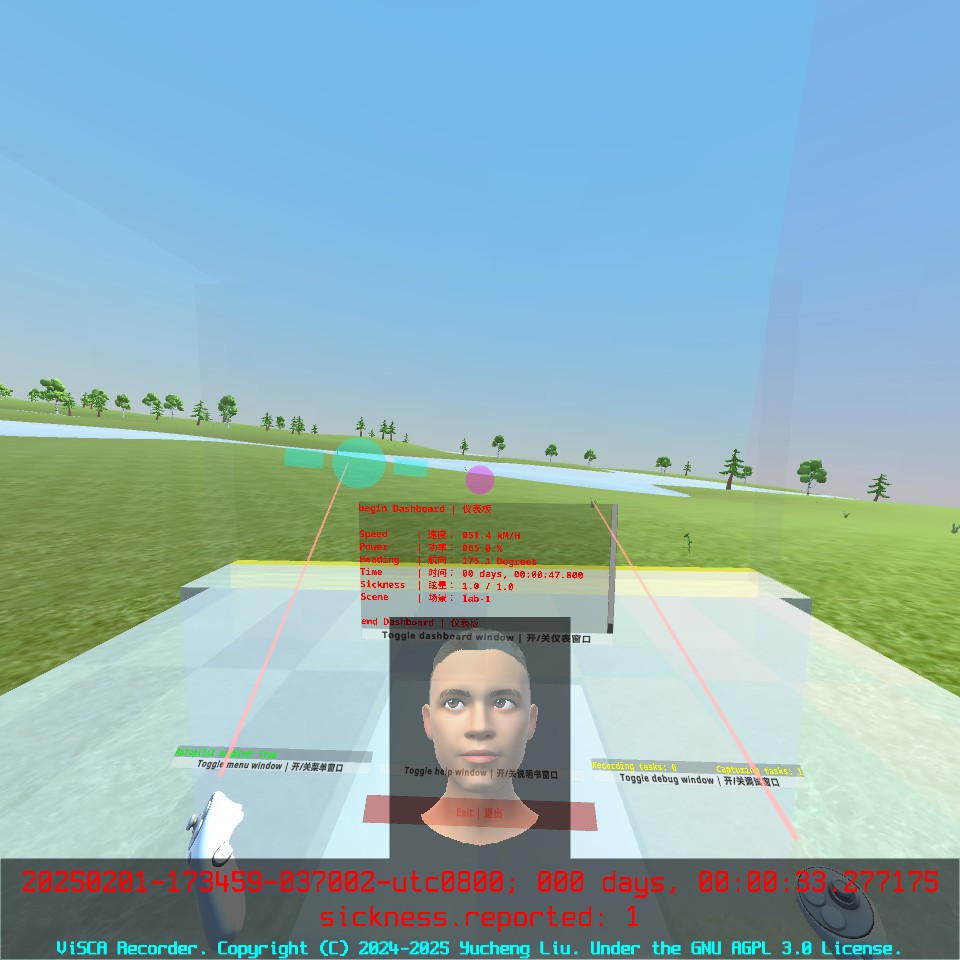 Begin Dashboard | 仪表板
Speed | 速度： 051.4 kM/H
Power | 功率： 065.0 %
Heading | 航向： 175.1 Degrees
Time | 时间： 00 days, 00:00:47.800
Sickness | 眩晕： 1.0 / 1.0
Scene | 场景： lab-1
end Dashboard | 仪表板
Toggle dashboard window | 开/关仪表窗口
Toggle menu window | 开/关菜单窗口
Toggle help window | 开/关说明书窗口
Recording tasks: 0 Capturing tasks: 1
Toggle debug window | 开/关调试窗口
Exit | 退出
20250201-173459-037002-utc0800; 000 days, 00:00:33.277175
sickness.reported: 1
ViSCA Recorder. Copyright (C) 2024-2025 Yucheng Liu. Under the GNU AGPL 3.0 License.